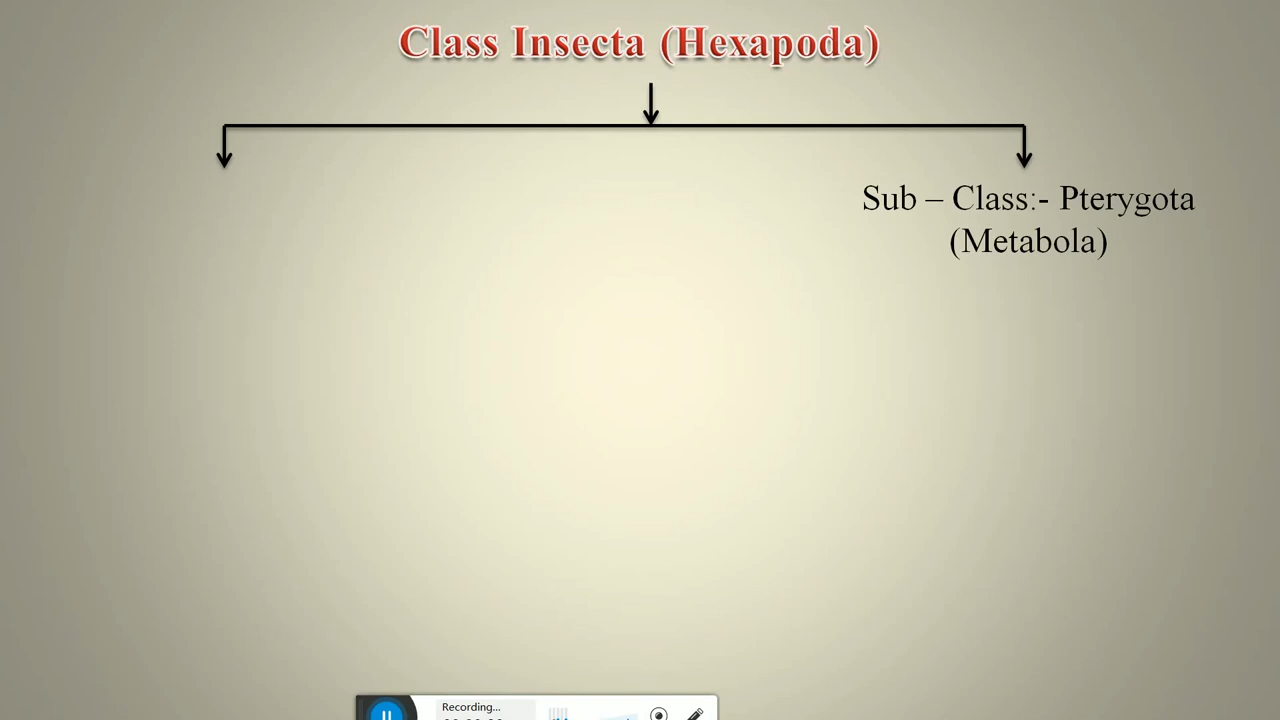 Class Insecta (Hexapoda)
Sub – Class:- Pterygota
(Metabola)
Recording...